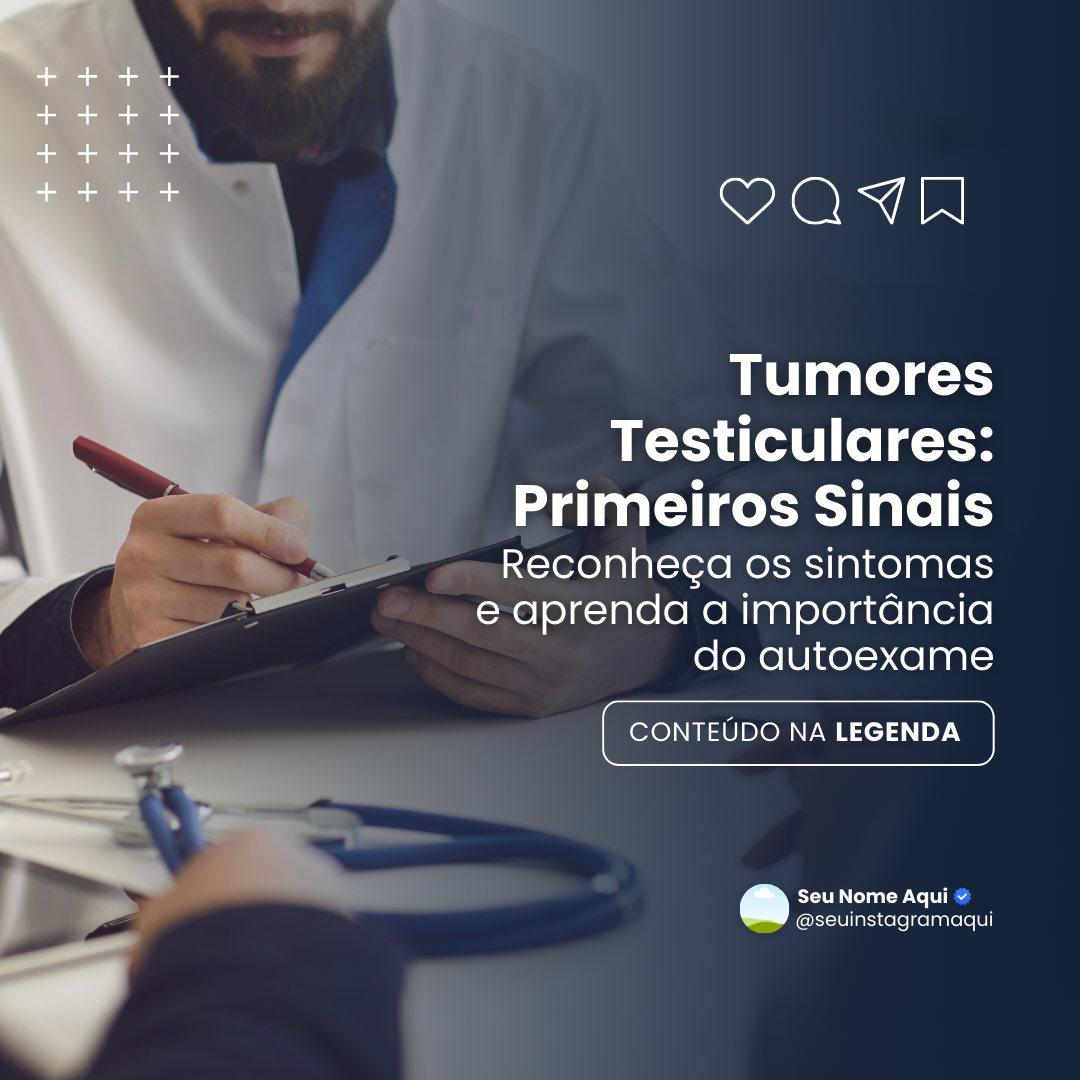 Tumores
Testiculares:
Primeiros Sinais
Reconheça os sintomas
e aprenda a importância
do autoexame
CONTEÚDO NA LEGENDA
Seu Nome Aqui
@seuinstagramaqui